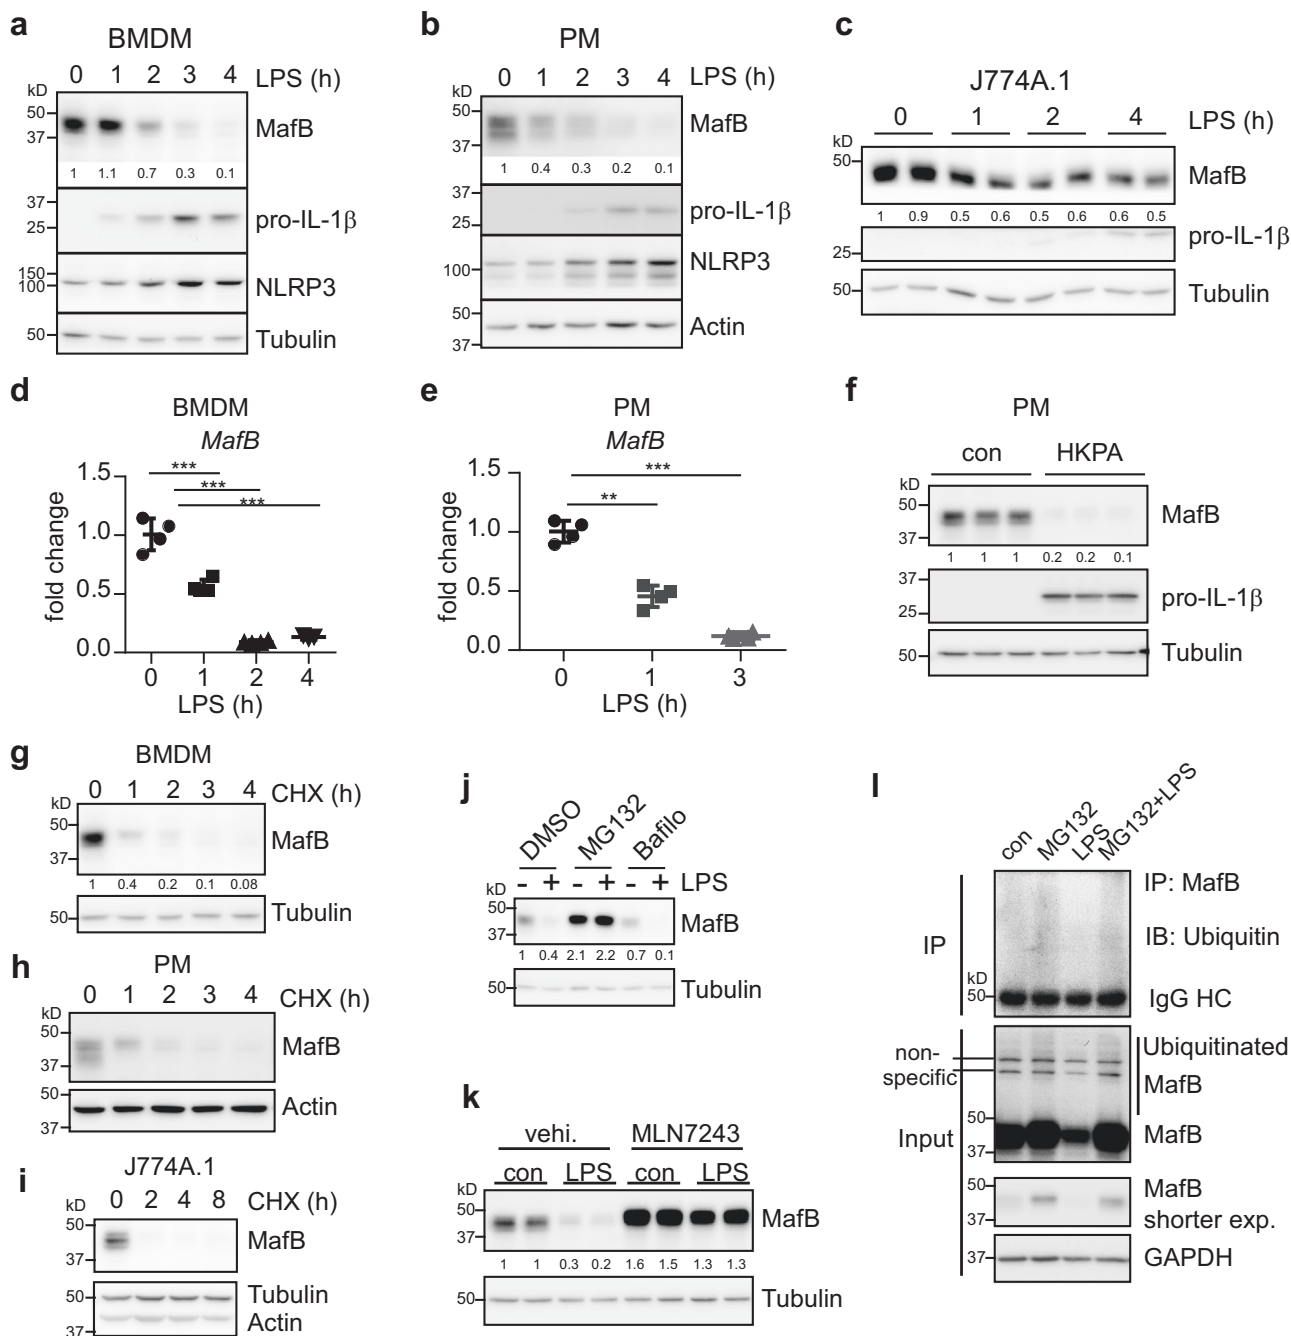 a
BMDM
0 1 2 3 4 LPS (h)
kD
50
37
MafB
1 1.1 0.7 0.3 0.1
37
25
pro-IL-1β
150
100
NLRP3
50
Tubulin
b
PM
0 1 2 3 4 LPS (h)
kD
50
37
MafB
1 0.4 0.3 0.2 0.1
37
25
pro-IL-1β
100
NLRP3
50
37
Actin
c
J774A.1
0 1 2 4 LPS (h)
kD
50
MafB
1 0.9 0.5 0.6 0.5 0.6 0.6 0.5
25
pro-IL-1β
50
Tubulin
d
BMDM
MafB
fold change
1.5
1.0
0.5
0.0
***
***
***
0 1 2 4
LPS (h)
e
PM
MafB
fold change
1.5
1.0
0.5
0.0
***
**
0 1 3
LPS (h)
f
PM
con HKPA
kD
50
37
MafB
1 1 1 0.2 0.2 0.1
37
25
pro-IL-1β
50
Tubulin
g
BMDM
0 1 2 3 4 CHX (h)
kD
50
37
MafB
1 0.4 0.2 0.1 0.08
50
Tubulin
h
PM
0 1 2 3 4 CHX (h)
kD
50
37
MafB
50
37
Actin
i
J774A.1
0 2 4 8 CHX (h)
kD
50
37
MafB
50
37
Tubulin
Actin
j
DMSO MG132 Bafilo
- + - + - + LPS
kD
50
37
MafB
1 0.4 2.1 2.2 0.7 0.1
50
Tubulin
k
vehi. MLN7243
con LPS con LPS
kD
50
37
MafB
1 1 0.3 0.2 1.6 1.5 1.3 1.3
50
Tubulin
l
con MG132 LPS MG132+LPS
IP
IP: MafB
IB: Ubiquitin
kD
50
IgG HC
Input
non-
specific
Ubiquitinated
MafB
50
37
MafB
50
37
MafB
shorter exp.
37
GAPDH